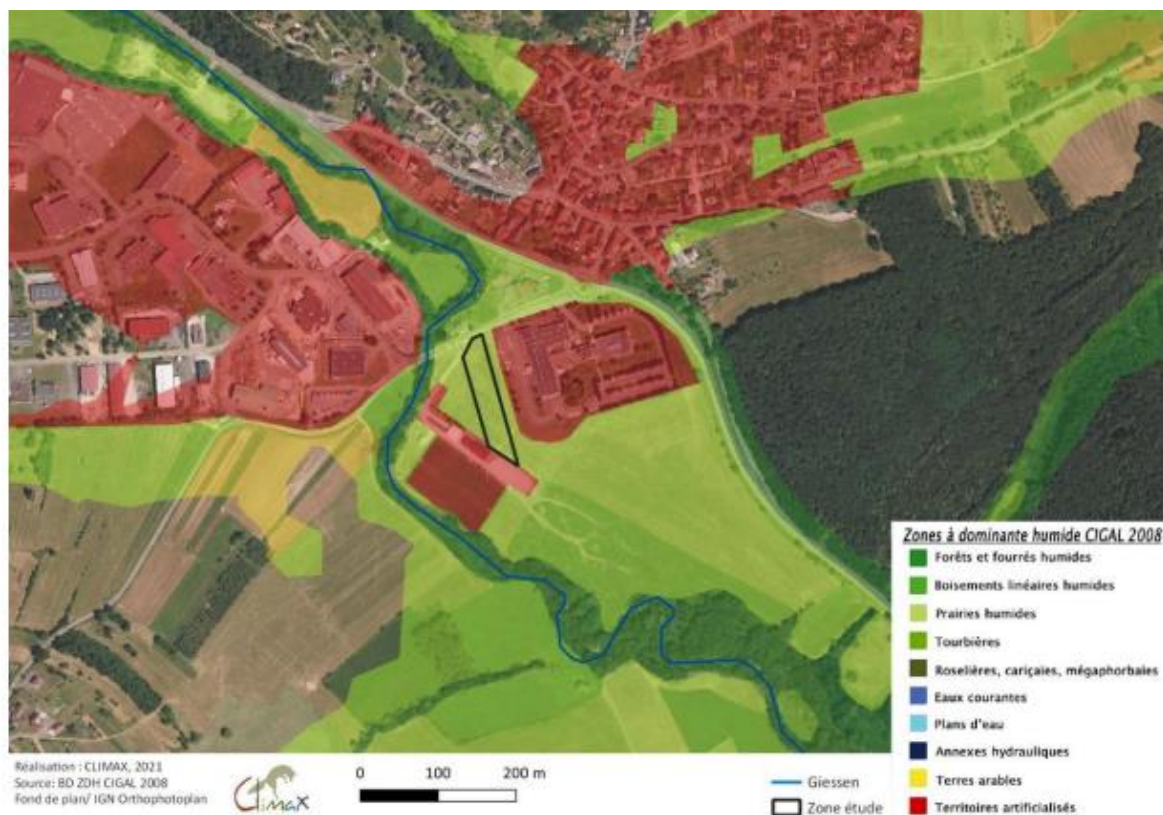 Zones à dominante humide CIGAL 2008
Forêts et fourrés humides
Boisements linéaires humides
Prairies humides
Tourbières
Roselières, cariçaies, mégaphorbaies
Eaux courantes
Plans d'eau
Annexes hydrauliques
Terres arables
Territoires artificialisés
Réalisation : CLIMAX, 2021
Source: BD ZDH CIGAL 2008
Fond de plan/ IGN Orthophotoplan
Climax
0 100 200 m
Giessen
Zone étude